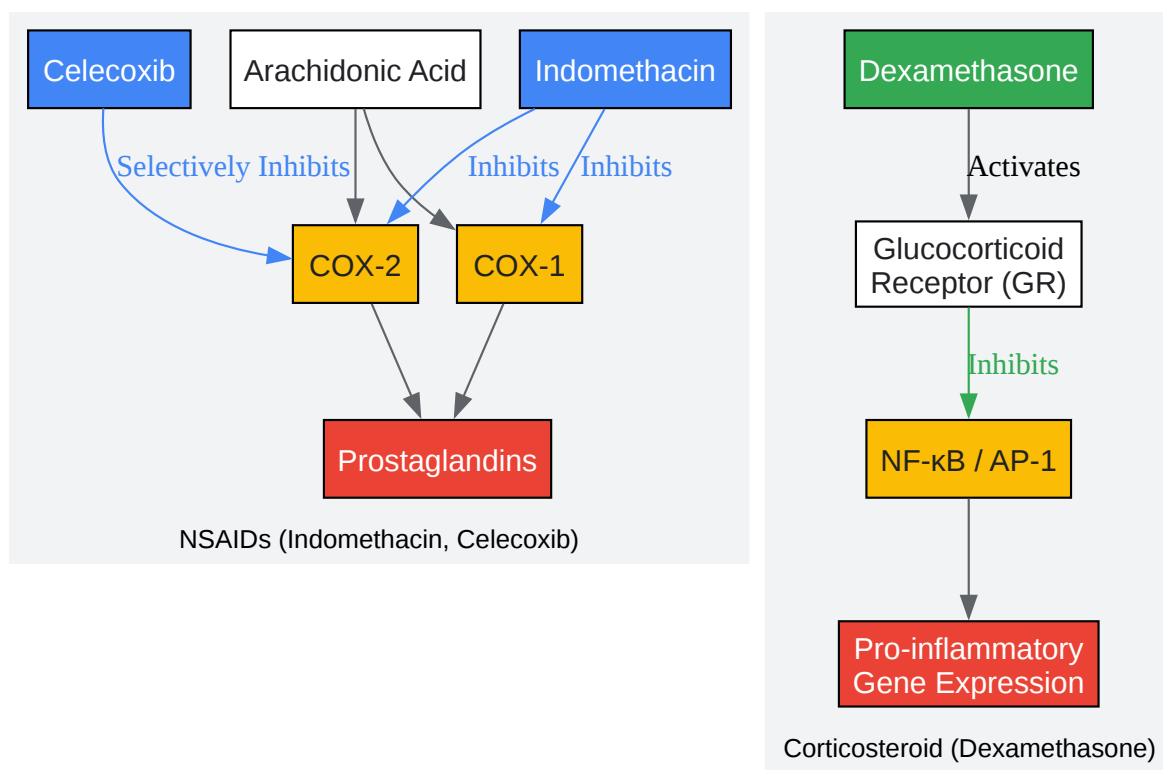 Celecoxib
Arachidonic Acid
Indomethacin
Selectively Inhibits
Inhibits
Inhibits
COX-2
COX-1
Prostaglandins
NSAIDs (Indomethacin, Celecoxib)
Dexamethasone
Activates
Glucocorticoid
Receptor (GR)
Inhibits
NF-κB / AP-1
Pro-inflammatory
Gene Expression
Corticosteroid (Dexamethasone)